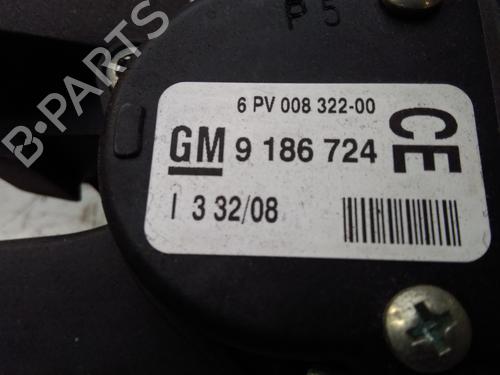 6 PV 008 322-00
GM 9 186 724 CE
I 3 32/08
B-PARTS